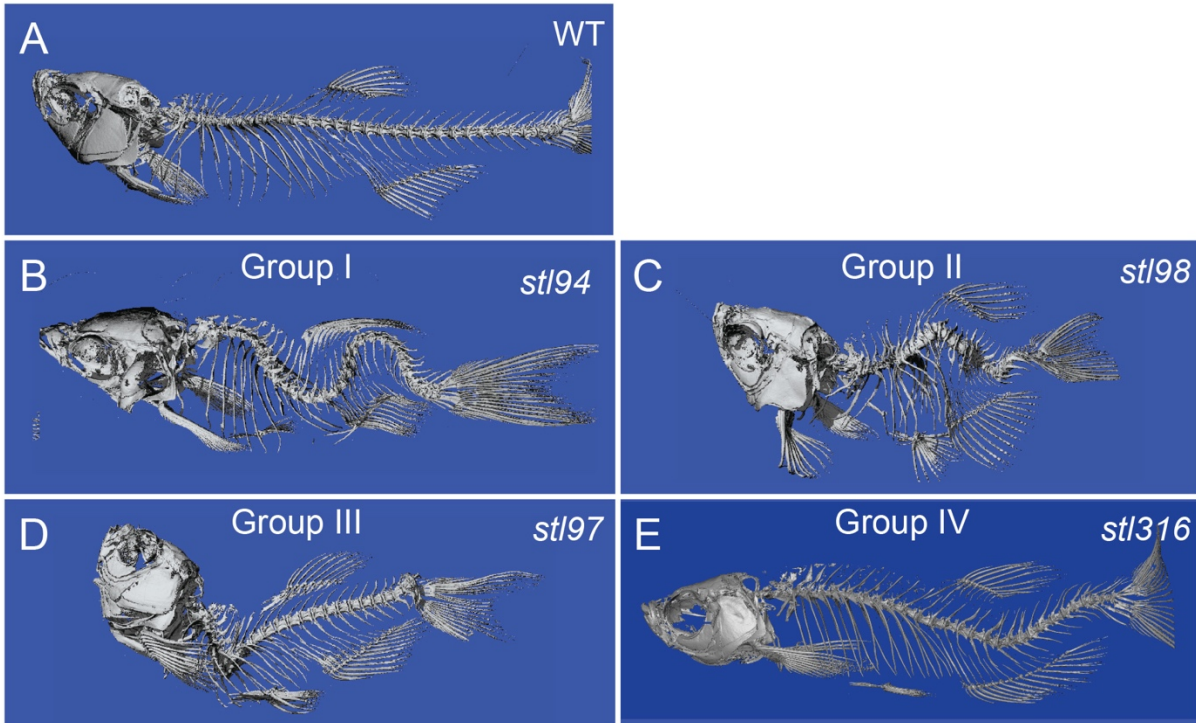 A
WT
B
Group I
stl94
C
Group II
stl98
D
Group III
stl97
E
Group IV
stl316